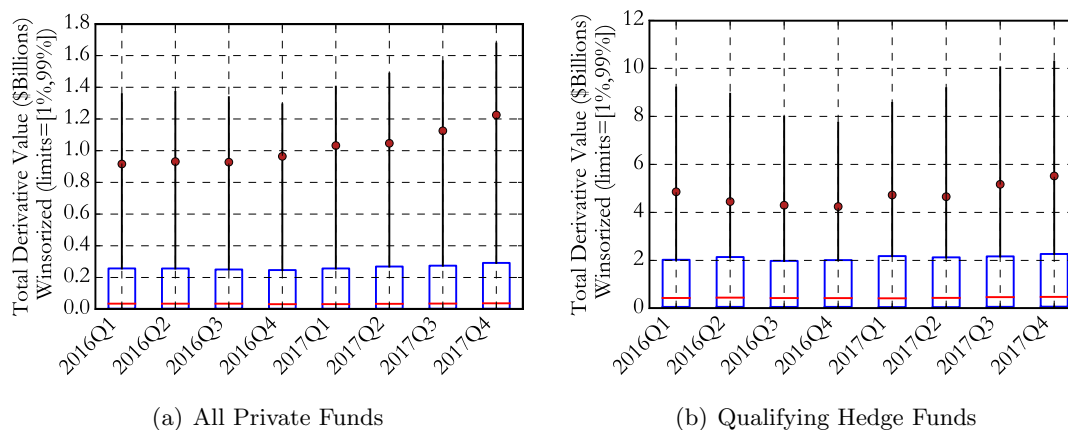 Total Derivative Value ($Billions)
Winsorized (limits=[1%,99%])
1.8
1.6
1.4
1.2
1.0
0.8
0.6
0.4
0.2
0.0
2016Q1
2016Q2
2016Q3
2016Q4
2017Q1
2017Q2
2017Q3
2017Q4
(a) All Private Funds
Total Derivative Value ($Billions)
Winsorized (limits=[1%,99%])
12
10
8
6
4
2
0
2016Q1
2016Q2
2016Q3
2016Q4
2017Q1
2017Q2
2017Q3
2017Q4
(b) Qualifying Hedge Funds